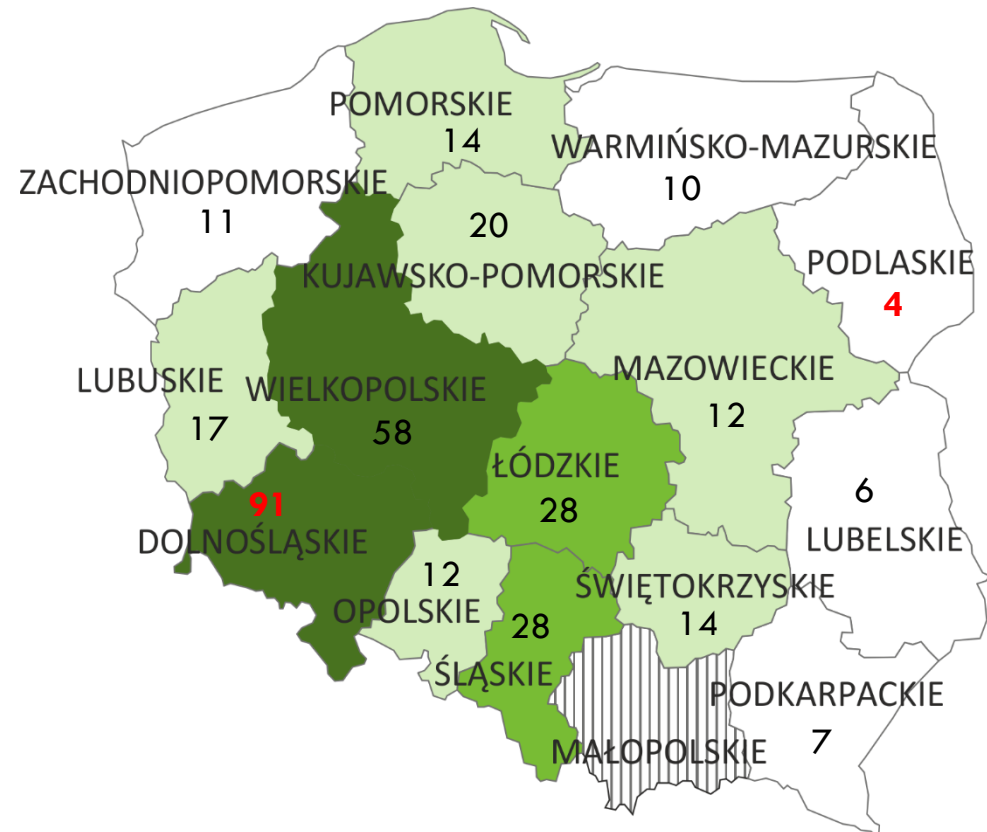 POMORSKIE
14
WARMIŃSKO-MAZURSKIE
10
ZACHODNIOPOMORSKIE
11
20
KUJAWSKO-POMORSKIE
PODLASKIE
4
LUBUSKIE
17
WIELKOPOLSKIE
58
MAZOWIECKIE
12
ŁÓDZKIE
28
6
LUBELSKIE
91
DOLNOŚLĄSKIE
12
OPOLSKIE
ŚWIĘTOKRZYSKIE
14
28
ŚLĄSKIE
PODKARPACKIE
7
MAŁOPOLSKIE